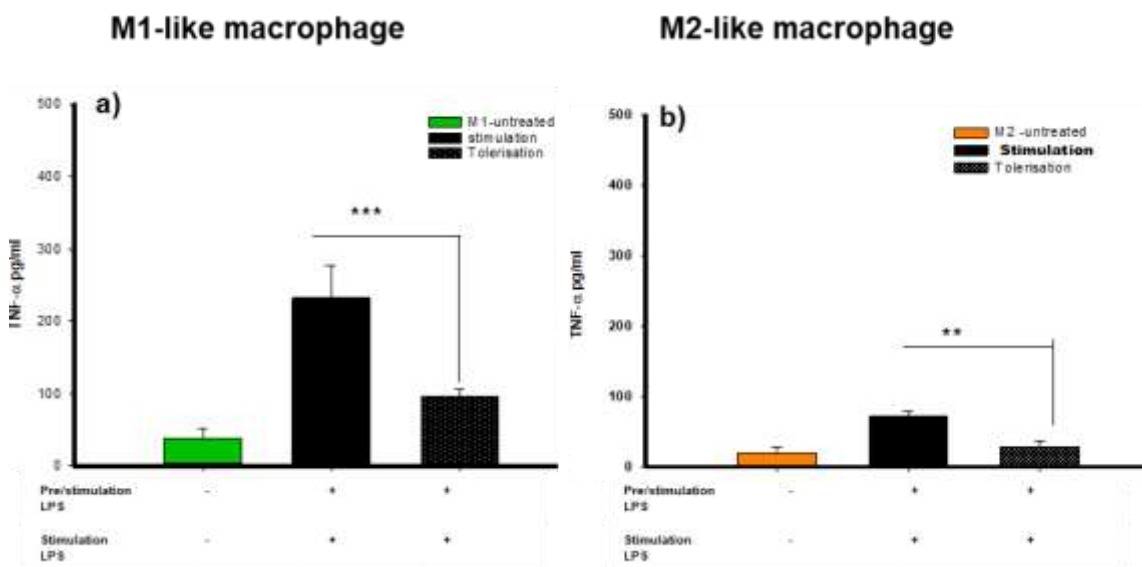 M1-like macrophage
M2-like macrophage
a)
500
400
300
200
100
0
TNF-α pg/ml
M1-untreated
stimulation
Tolerisation
***
Pre/stimulation - + +
LPS
Stimulation - + +
LPS
b)
500
400
300
200
100
0
TNF-α pg/ml
M2 -untreated
Stimulation
Tolerisation
**
Pre/stimulation - + +
LPS
Stimulation - + +
LPS